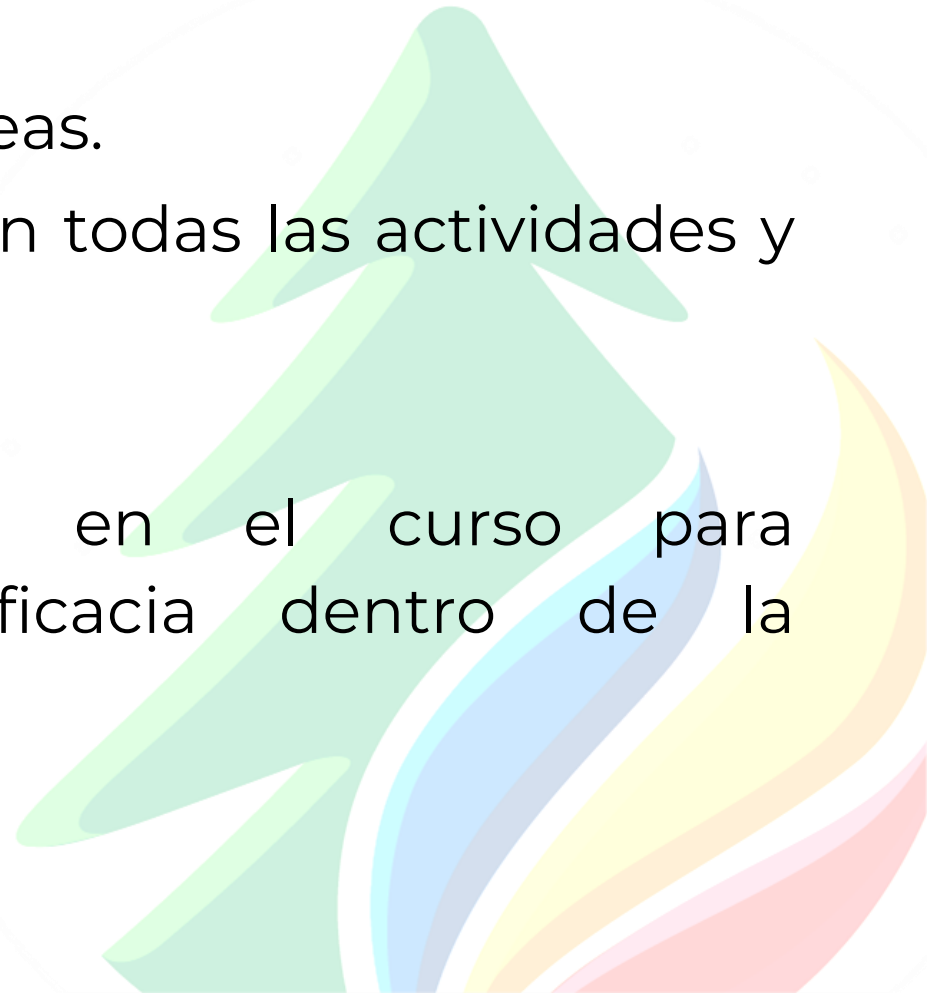 eas.
n todas las actividades y
en el curso para
ficacia dentro de la